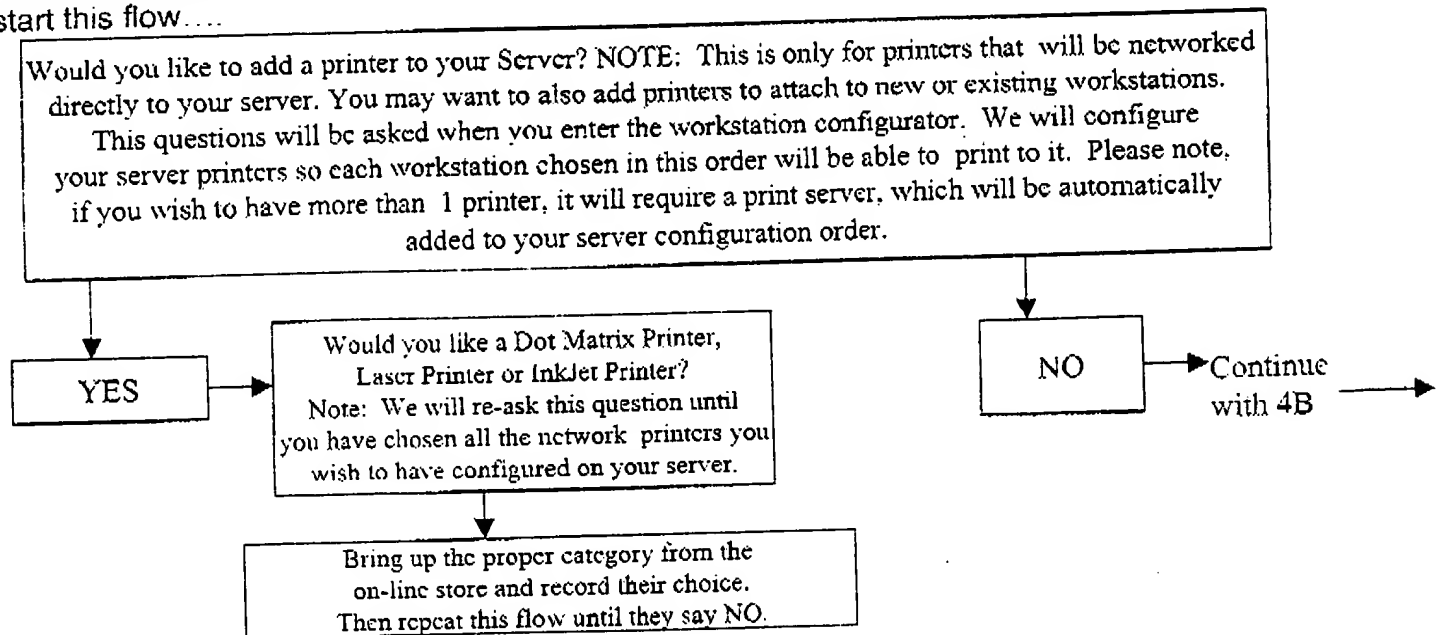 start this flow....
Would you like to add a printer to your Server? NOTE: This is only for printers that will be networked
directly to your server. You may want to also add printers to attach to new or existing workstations.
This questions will be asked when you enter the workstation configurator. We will configure
your server printers so each workstation chosen in this order will be able to print to it. Please note,
if you wish to have more than 1 printer, it will require a print server, which will be automatically
added to your server configuration order.
YES
Would you like a Dot Matrix Printer,
Laser Printer or InkJet Printer?
Note: We will re-ask this question until
you have chosen all the network printers you
wish to have configured on your server.
NO
Continue
with 4B
Bring up the proper category from the
on-line store and record their choice.
Then repeat this flow until they say NO.